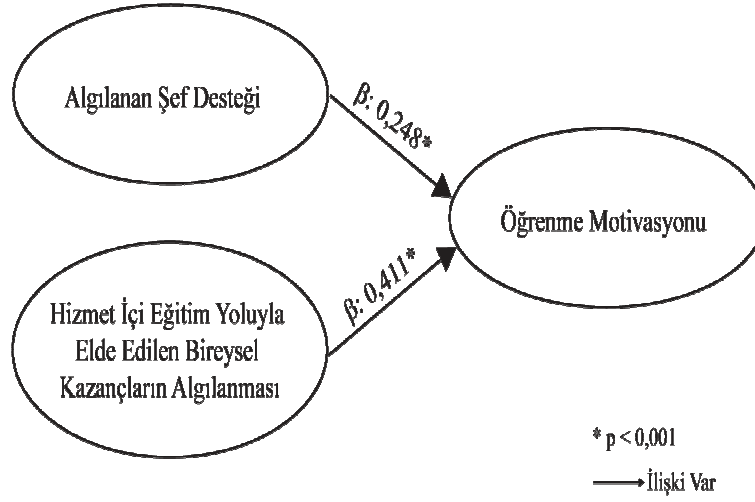 Algılanan Şef Desteği
β: 0,248*
Öğrenme Motivasyonu
β: 0,411*
Hizmet İçi Eğitim Yoluyla
Elde Edilen Bireysel
Kazançların Algılanması
* p < 0,001
İlişki Var